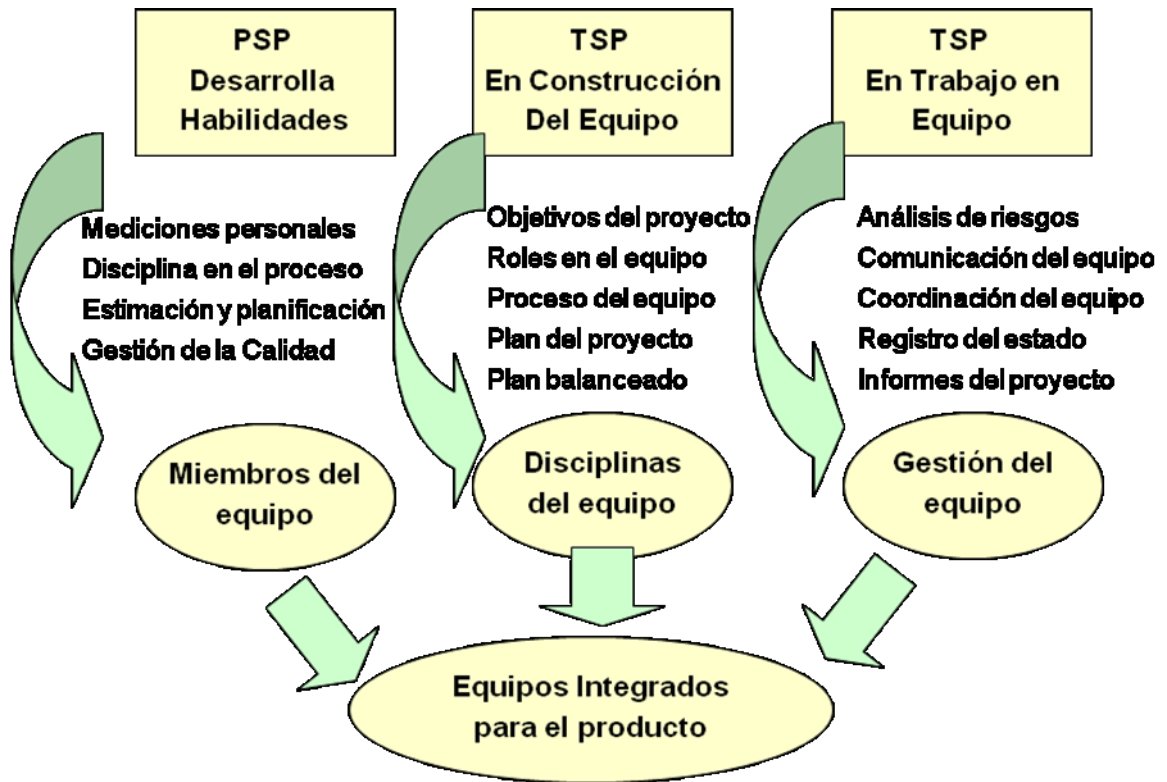 PSP
Desarrolla
Habilidades
TSP
En Construcción
Del Equipo
TSP
En Trabajo en
Equipo
Mediciones personales
Disciplina en el proceso
Estimación y planificación
Gestión de la Calidad
Objetivos del proyecto
Roles en el equipo
Proceso del equipo
Plan del proyecto
Plan balanceado
Análisis de riesgos
Comunicación del equipo
Coordinación del equipo
Registro del estado
Informes del proyecto
Miembros del
equipo
Disciplinas
del equipo
Gestión del
equipo
Equipos Integrados
para el producto